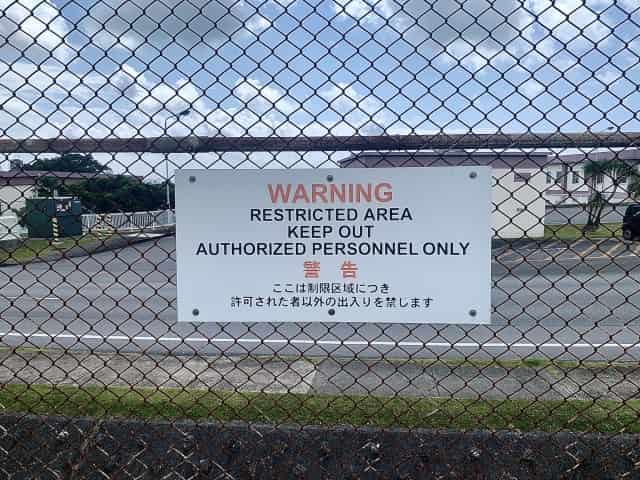 WARNING
RESTRICTED AREA
KEEP OUT
AUTHORIZED PERSONNEL ONLY
警 告
ここは制限区域につき
許可された者以外の出入りを禁します